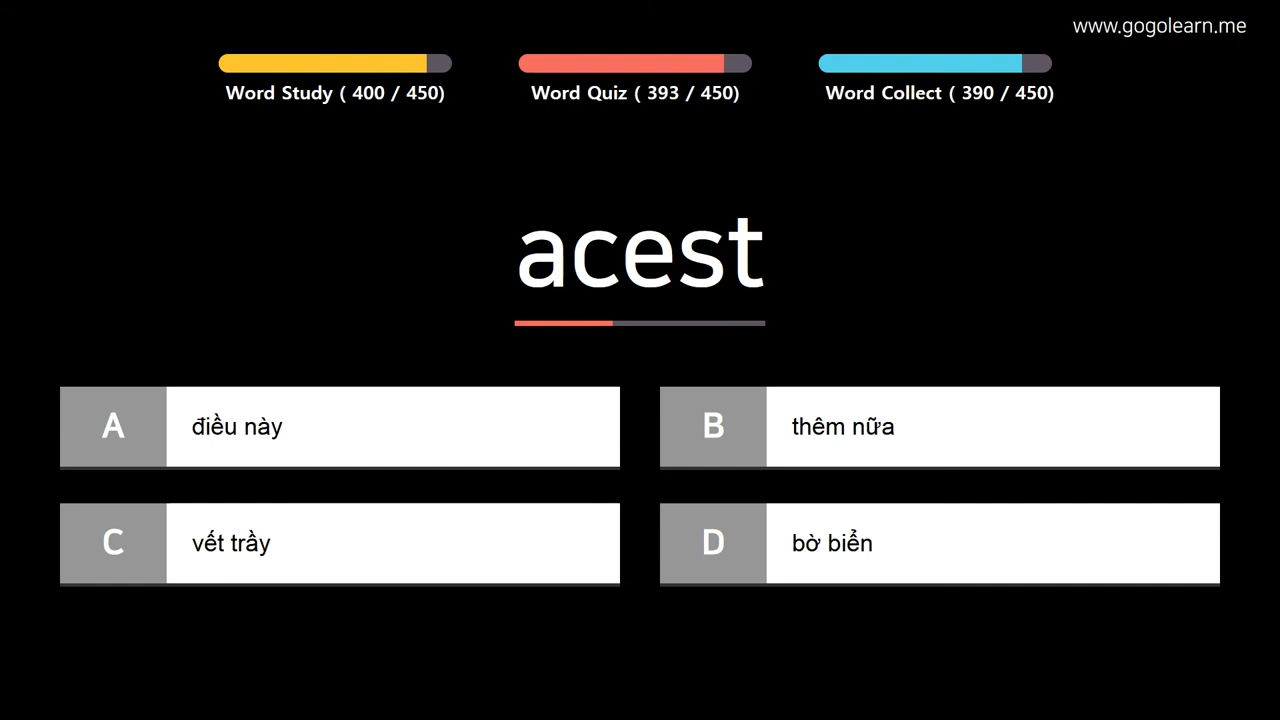 www.gogolearn.me
Word Study ( 400 / 450)
Word Quiz ( 393 / 450)
Word Collect ( 390 / 450)
acest
A điều này
B thêm nữa
C vết trầy
D bờ biển